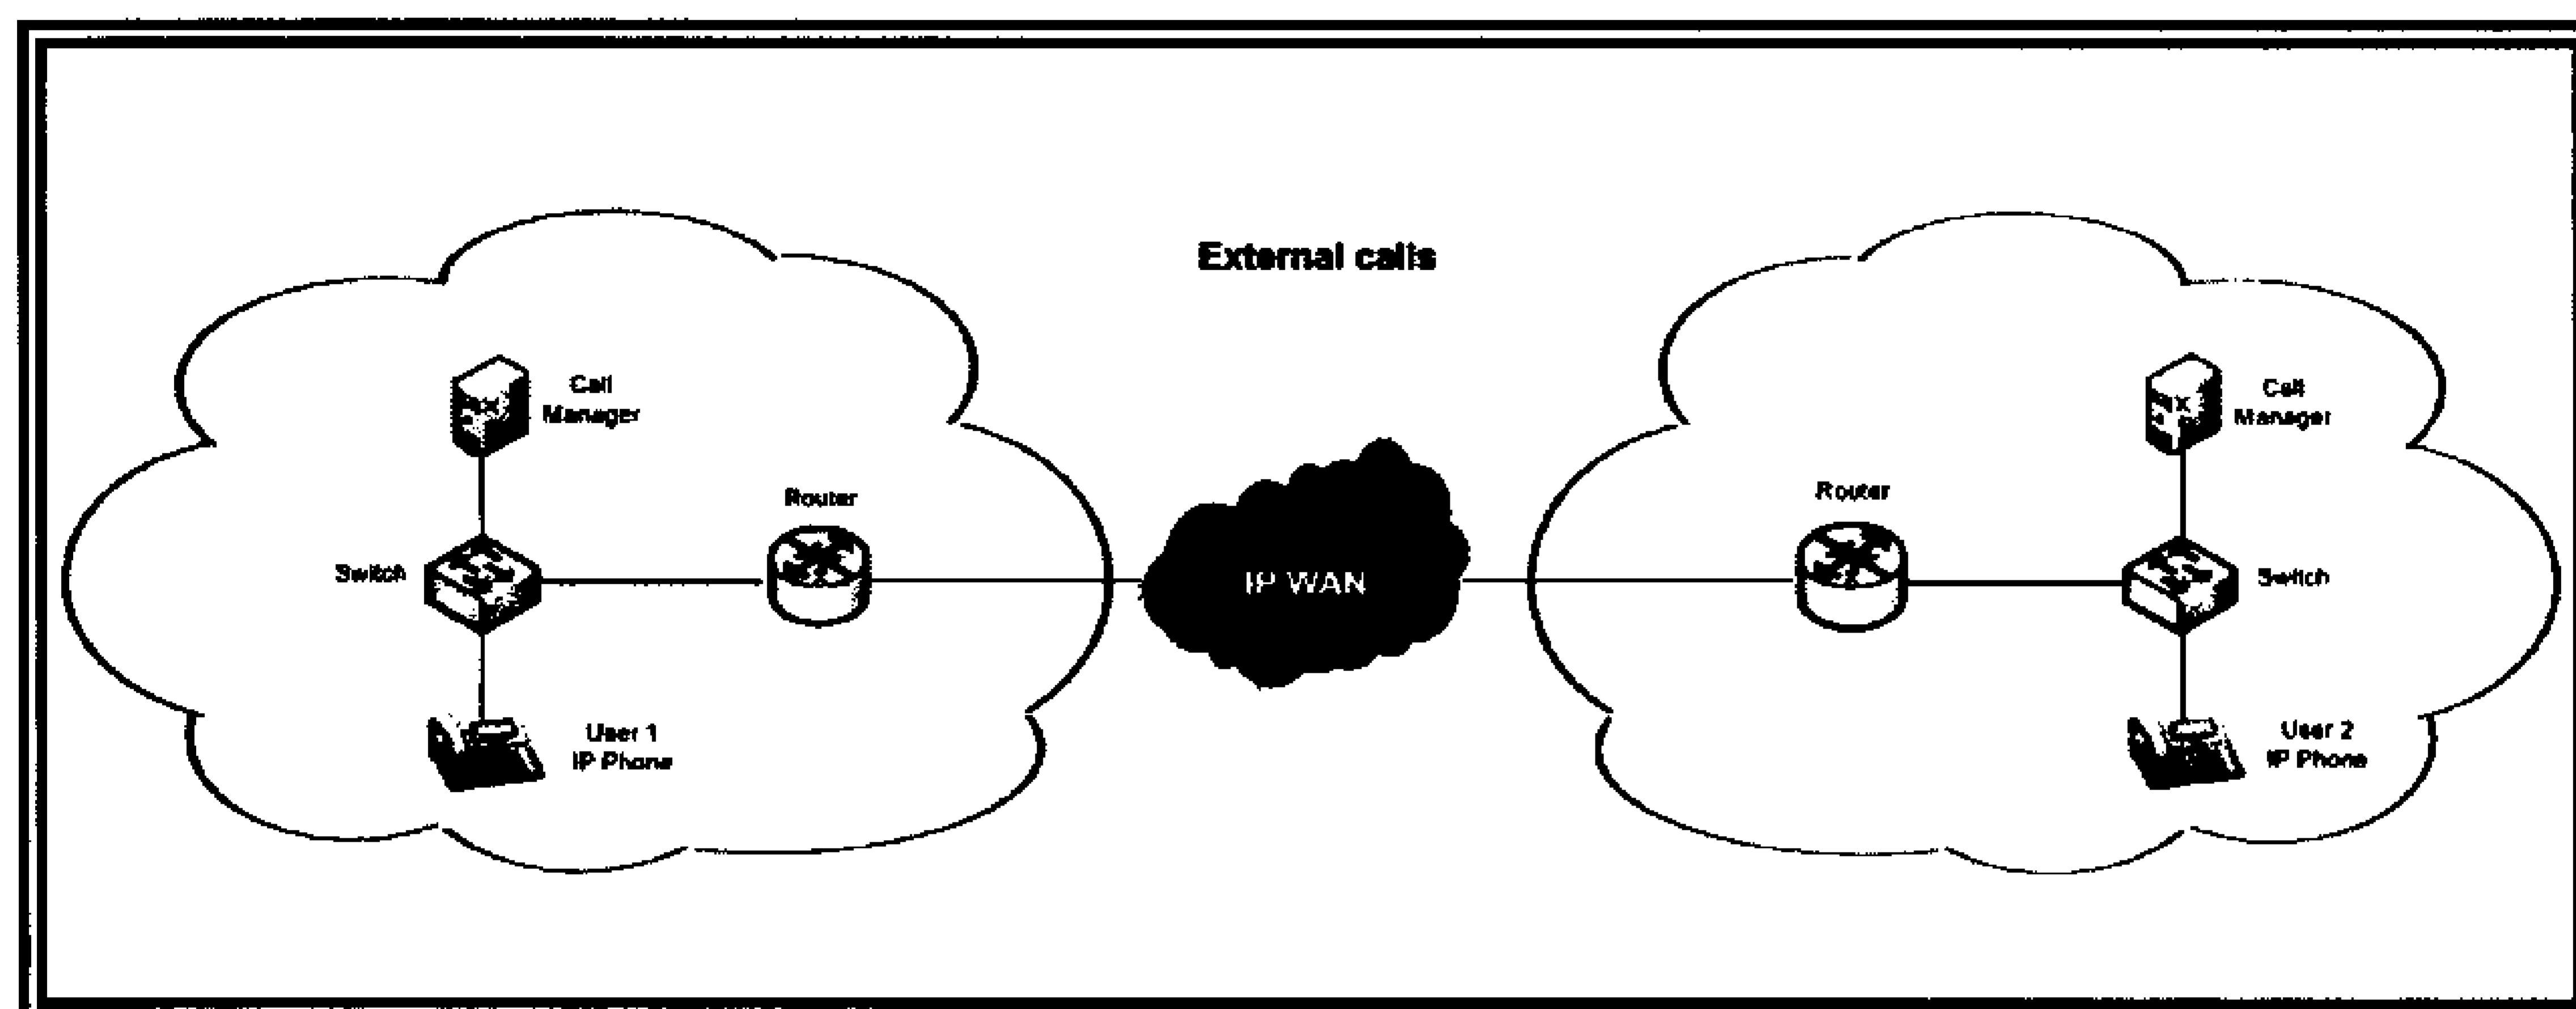 External calls
Call
Manager
Router
Switch
User 1
IP Phone
IP WAN
Call
Manager
Router
Switch
User 2
IP Phone